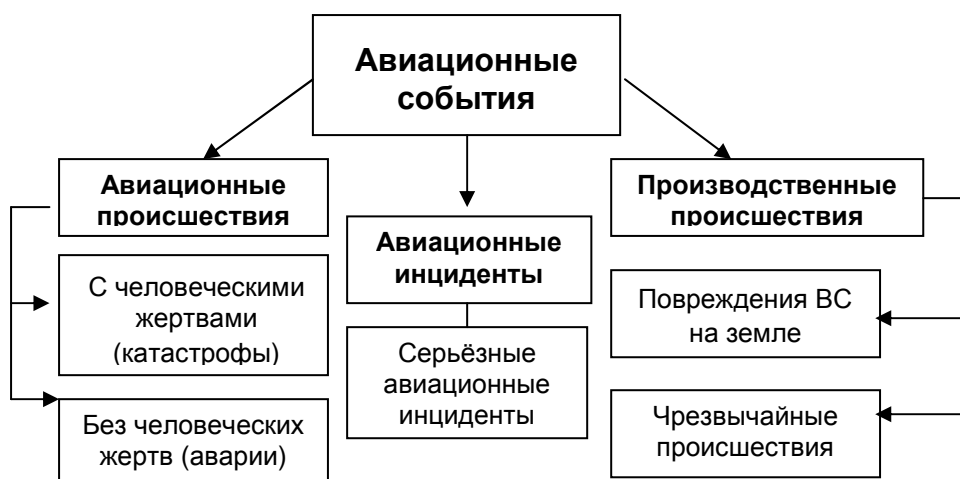 Авиационные
события
Авиационные
происшествия
Производственные
происшествия
Авиационные
инциденты
С человеческими
жертвами
(катастрофы)
Повреждения ВС
на земле
Серьёзные
авиационные
инциденты
Без человеческих
жертв (аварии)
Чрезвычайные
происшествия